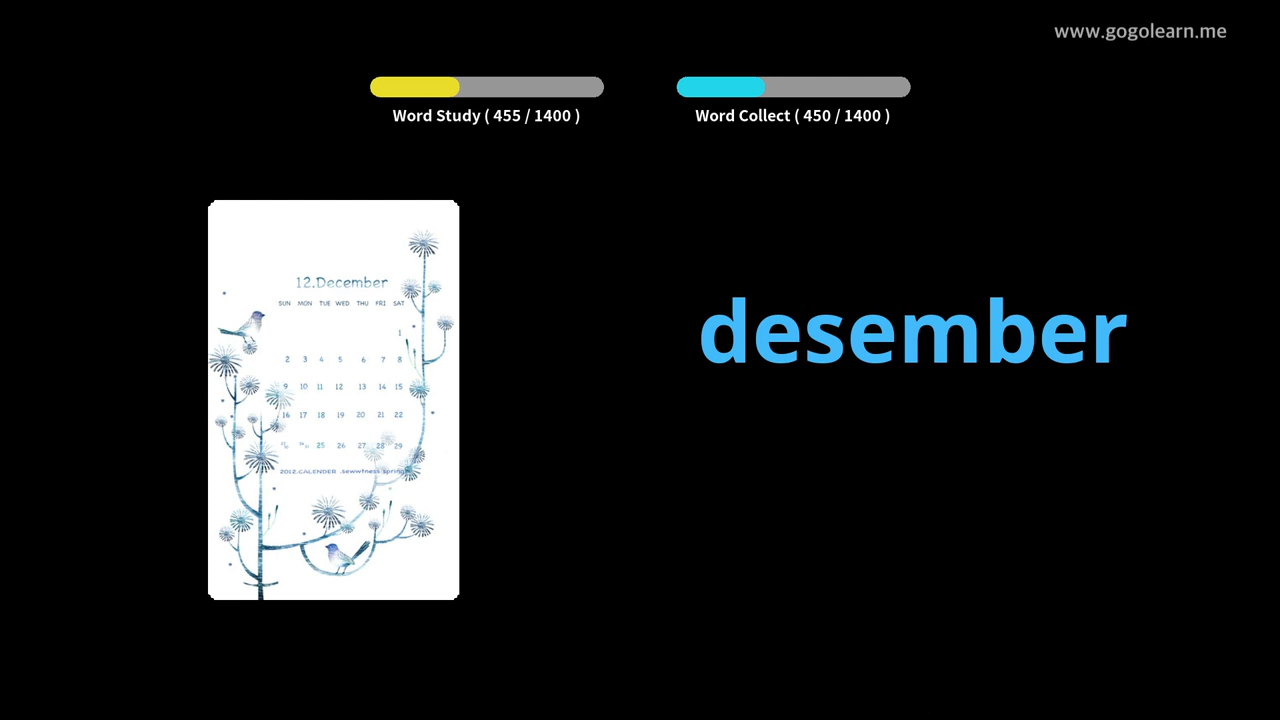 www.gogolearn.me
Word Study ( 455 / 1400 )
Word Collect ( 450 / 1400 )
12.December
SUN MON TUE WED THU FRI SAT
1
2 3 4 5 6 7 8
9 10 11 12 13 14 15
16 17 18 19 20 21 22
25 26 27 28 29
2012.CALENDER .sewwtness spring
desember